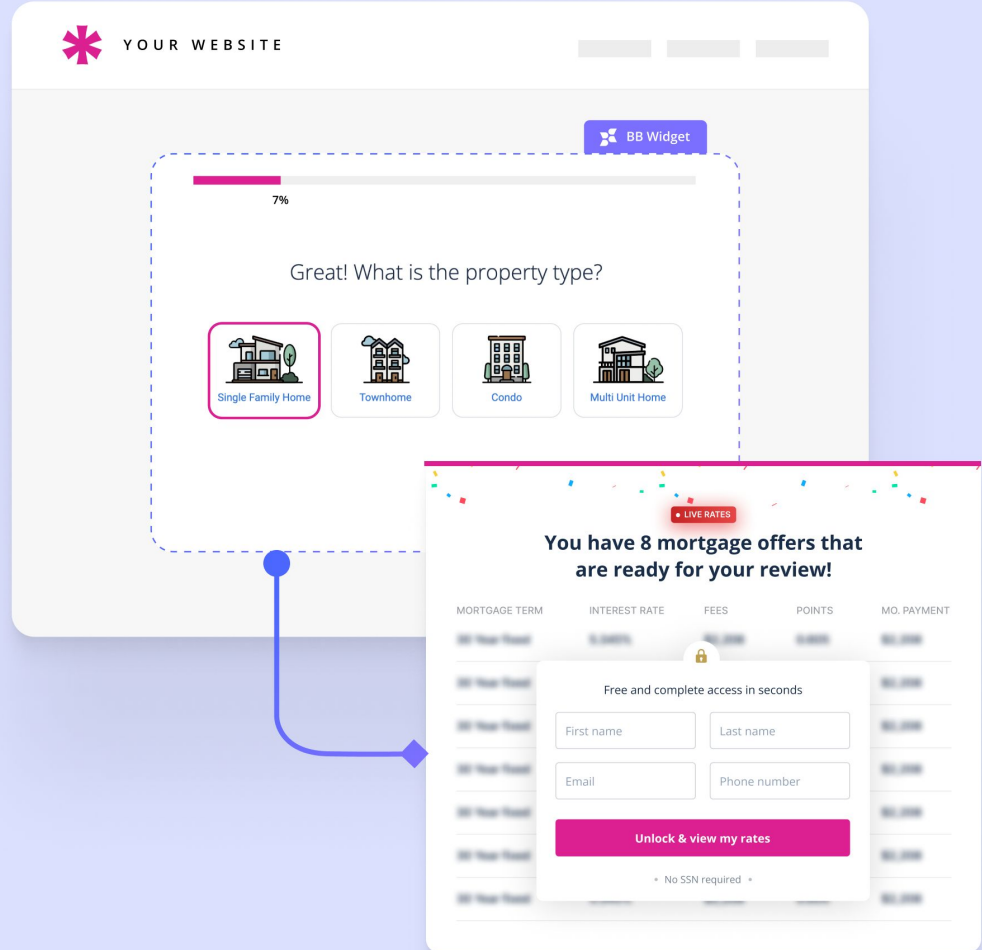 YOUR WEBSITE
BB Widget
7%
Great! What is the property type?
Single Family Home
Townhome
Condo
Multi Unit Home
LIVE RATES
You have 8 mortgage offers that
are ready for your review!
MORTGAGE TERM INTEREST RATE FEES POINTS MO. PAYMENT
Free and complete access in seconds
First name Last name
Email Phone number
Unlock & view my rates
• No SSN required •